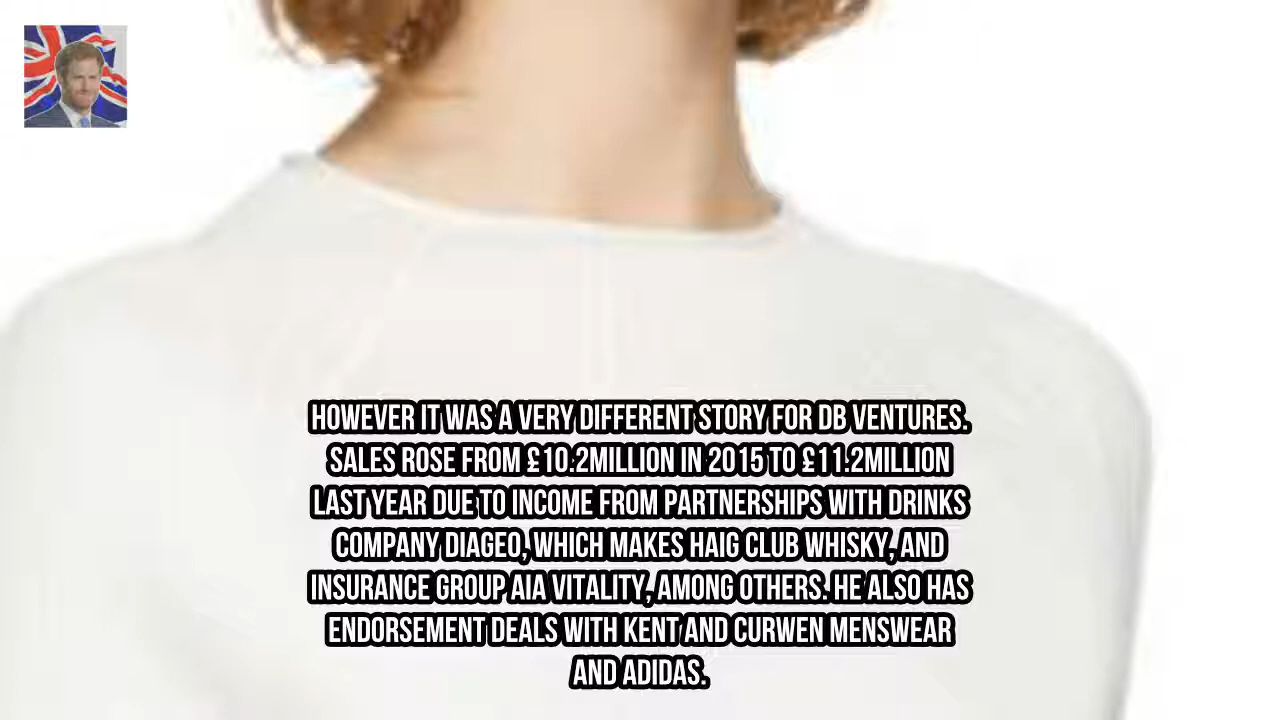 HOWEVER IT WAS A VERY DIFFERENT STORY FOR DB VENTURES.
SALES ROSE FROM £10.2MILLION IN 2015 TO £11.2MILLION
LAST YEAR DUE TO INCOME FROM PARTNERSHIPS WITH DRINKS
COMPANY DIAGEO, WHICH MAKES HAIG CLUB WHISKY, AND
INSURANCE GROUP AIA VITALITY, AMONG OTHERS. HE ALSO HAS
ENDORSEMENT DEALS WITH KENT AND CURWEN MENSWEAR
AND ADIDAS.